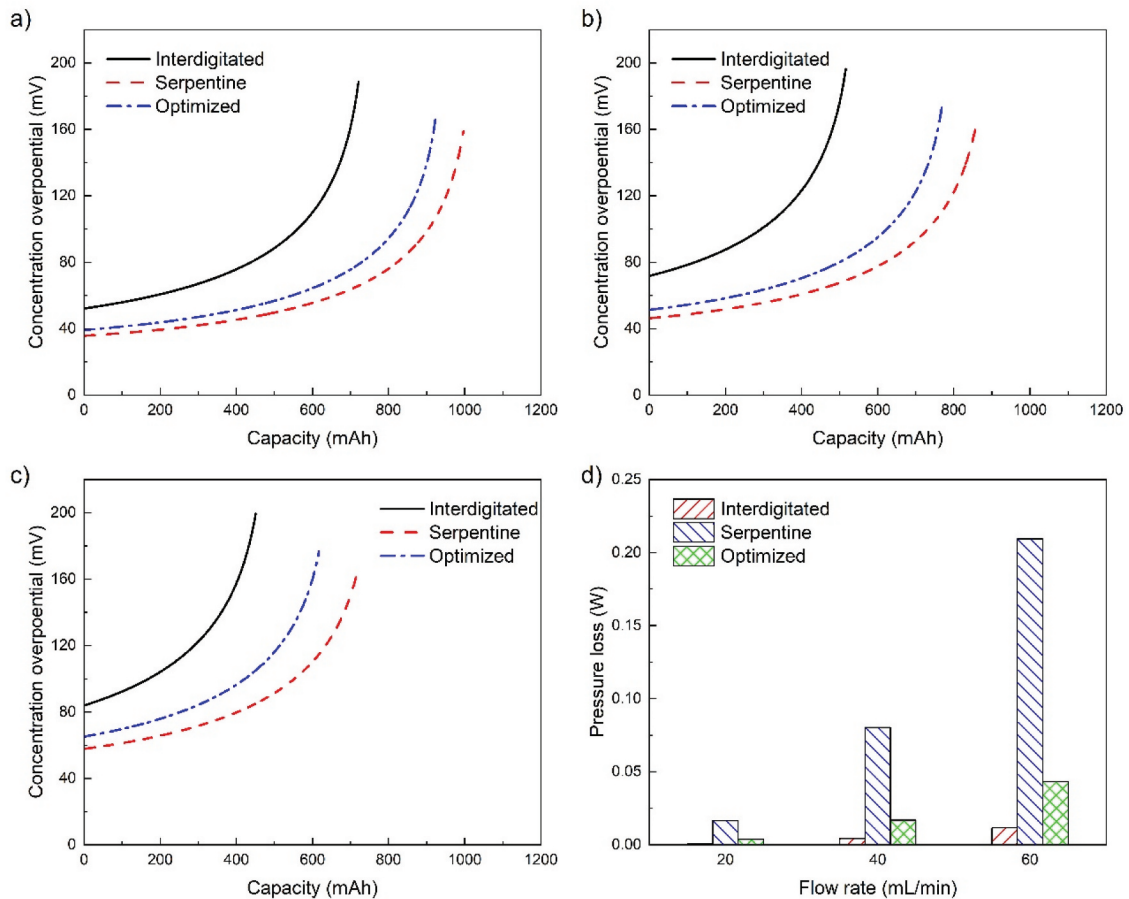 a)
Interdigitated
Serpentine
Optimized
200
160
120
80
40
0
Concentration overpoential (mV)
0 200 400 600 800 1000 1200
Capacity (mAh)
b)
Interdigitated
Serpentine
Optimized
200
160
120
80
40
0
Concentration overpotential (mV)
0 200 400 600 800 1000 1200
Capacity (mAh)
c)
Interdigitated
Serpentine
Optimized
200
160
120
80
40
0
Concentration overpotential (mV)
0 200 400 600 800 1000 1200
Capacity (mAh)
d)
Interdigitated
Serpentine
Optimized
0.25
0.20
0.15
0.10
0.05
0.00
Pressure loss (W)
20 40 60
Flow rate (mL/min)